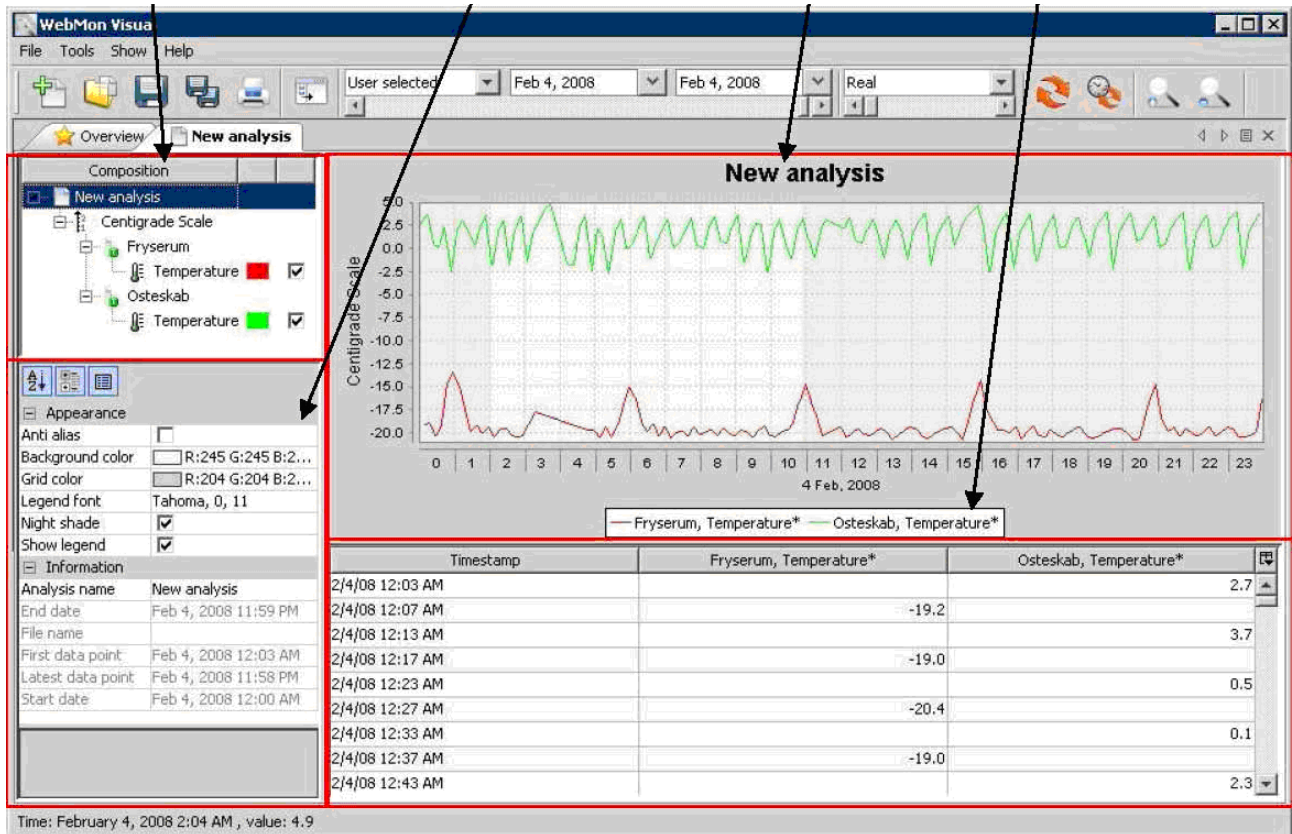 WebMon Visua
File Tools Show Help
User selected Feb 4, 2008 Feb 4, 2008 Real
Overview New analysis
Composition
New analysis
Centigrade Scale
Fryserum
Temperature
Osteskab
Temperature
Appearance
Anti alias
Background color R:245 G:245 B:2...
Grid color R:204 G:204 B:2...
Legend font Tahoma, 0, 11
Night shade
Show legend
Information
Analysis name New analysis
End date Feb 4, 2008 11:59 PM
File name
First data point Feb 4, 2008 12:03 AM
Latest data point Feb 4, 2008 11:58 PM
Start date Feb 4, 2008 12:00 AM
New analysis
Centigrade Scale
5.0
2.5
0.0
-2.5
-5.0
-7.5
-10.0
-12.5
-15.0
-17.5
-20.0
0 1 2 3 4 5 6 7 8 9 10 11 12 13 14 15 16 17 18 19 20 21 22 23
4 Feb, 2008
Fryserum, Temperature* Osteskab, Temperature*
Timestamp Fryserum, Temperature* Osteskab, Temperature*
2/4/08 12:03 AM 2.7
2/4/08 12:07 AM -19.2
2/4/08 12:13 AM 3.7
2/4/08 12:17 AM -19.0
2/4/08 12:23 AM 0.5
2/4/08 12:27 AM -20.4
2/4/08 12:33 AM 0.1
2/4/08 12:37 AM -19.0
2/4/08 12:43 AM 2.3
Time: February 4, 2008 2:04 AM , value: 4.9